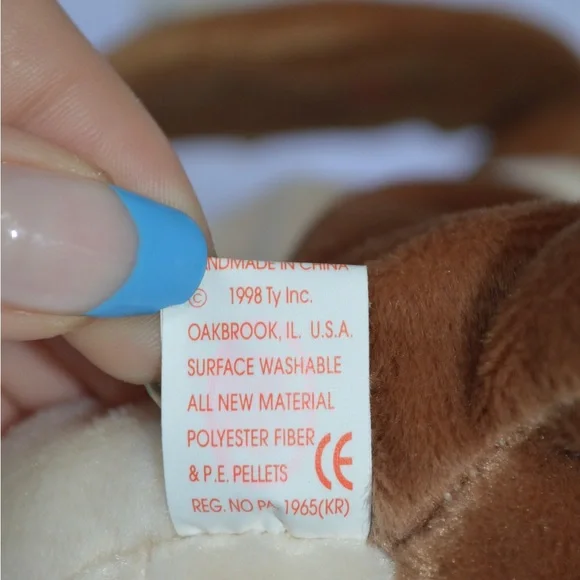 HANDMADE IN CHINA
© 1998 Ty Inc.
OAKBROOK, IL. U.S.A.
SURFACE WASHABLE
ALL NEW MATERIAL
POLYESTER FIBER
& P.E. PELLETS CE
REG. NO PA. 1965(KR)